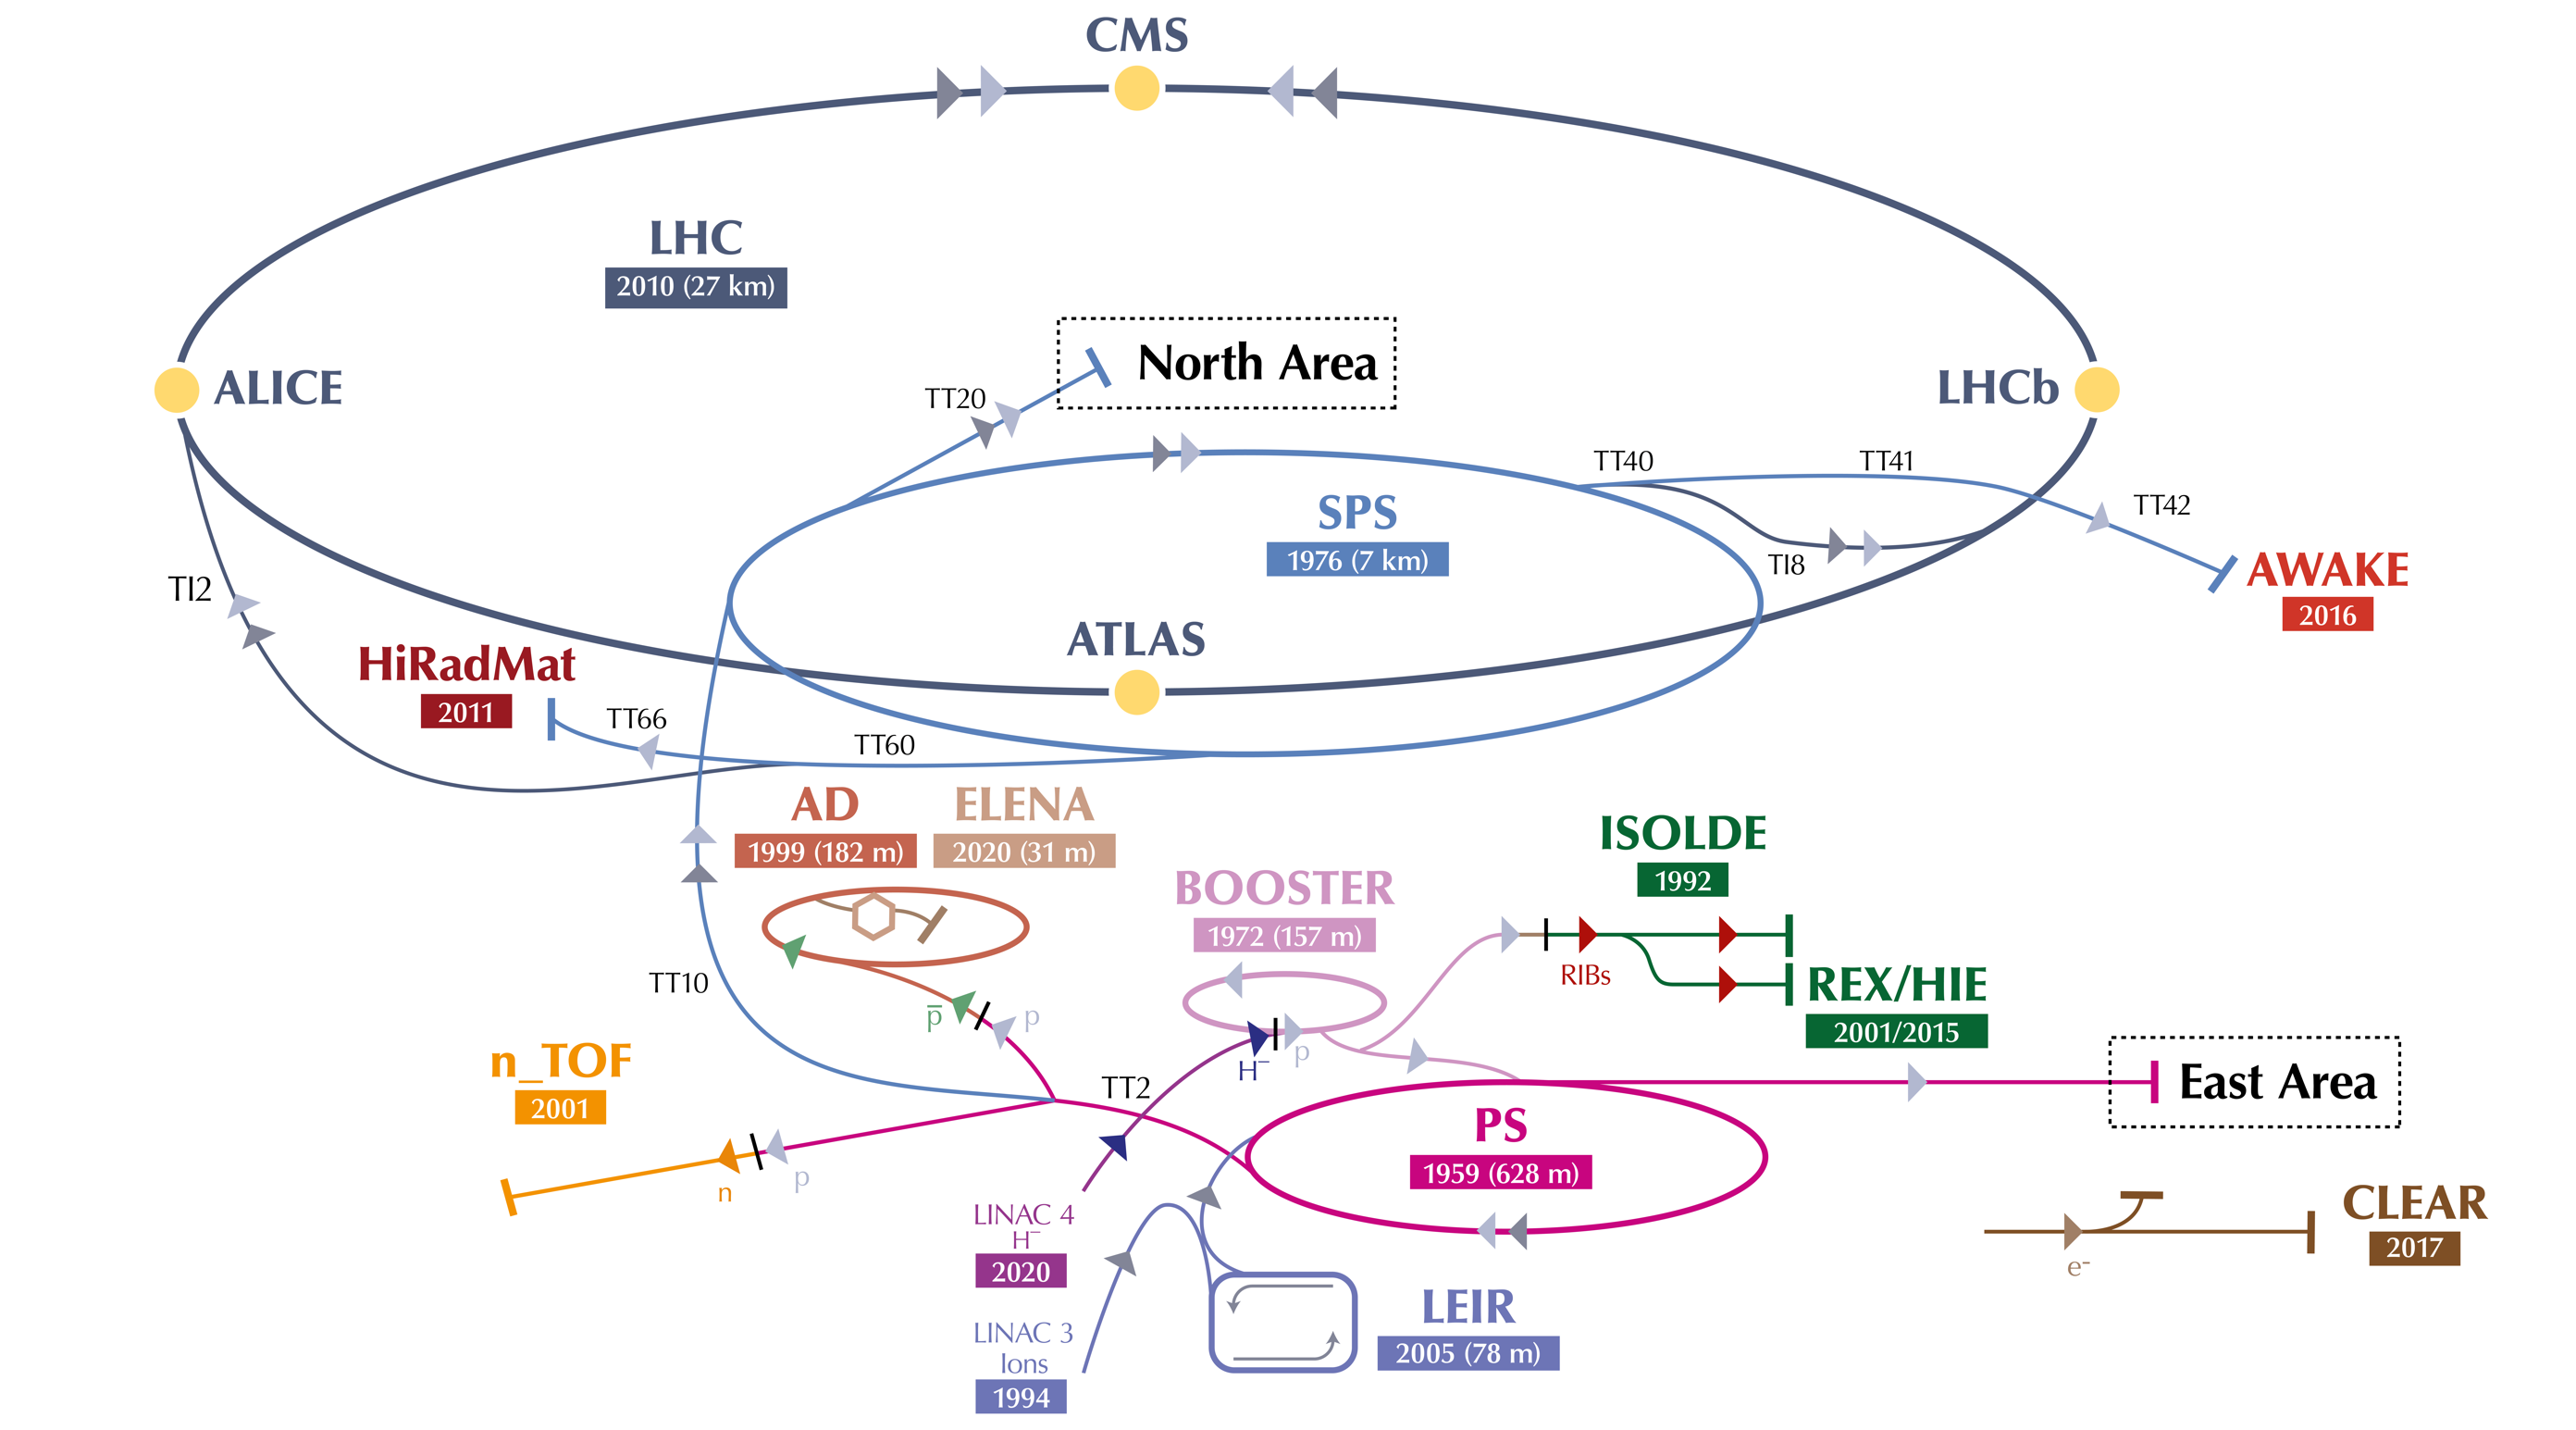 CMS
LHC
2010 (27 km)
North Area
ALICE
LHCb
TT20
TT40
TT41
SPS
1976 (7 km)
TT42
TI8
AWAKE
2016
TI2
ATLAS
HiRadMat
2011
TT66
TT60
AD
1999 (182 m)
ELENA
2020 (31 m)
ISOLDE
1992
BOOSTER
1972 (157 m)
RIBs
REX/HIE
2001/2015
TT10
p̅
p
H⁻
p
n_TOF
2001
TT2
East Area
PS
1959 (628 m)
p
n
LINAC 4
H⁻
2020
CLEAR
2017
e-
LEIR
2005 (78 m)
LINAC 3
Ions
1994